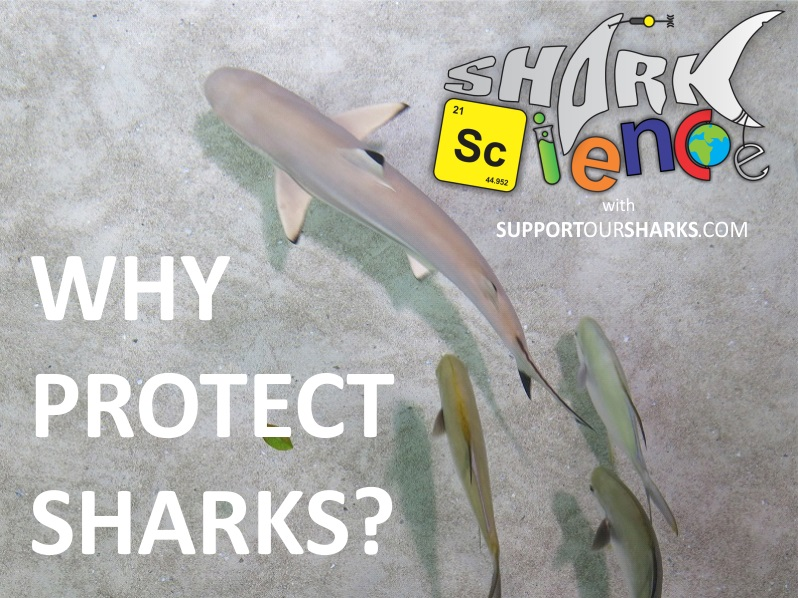 SHARK
21
Sc
44.952
ience
with
SUPPORTOURSHARKS.COM
WHY
PROTECT
SHARKS?